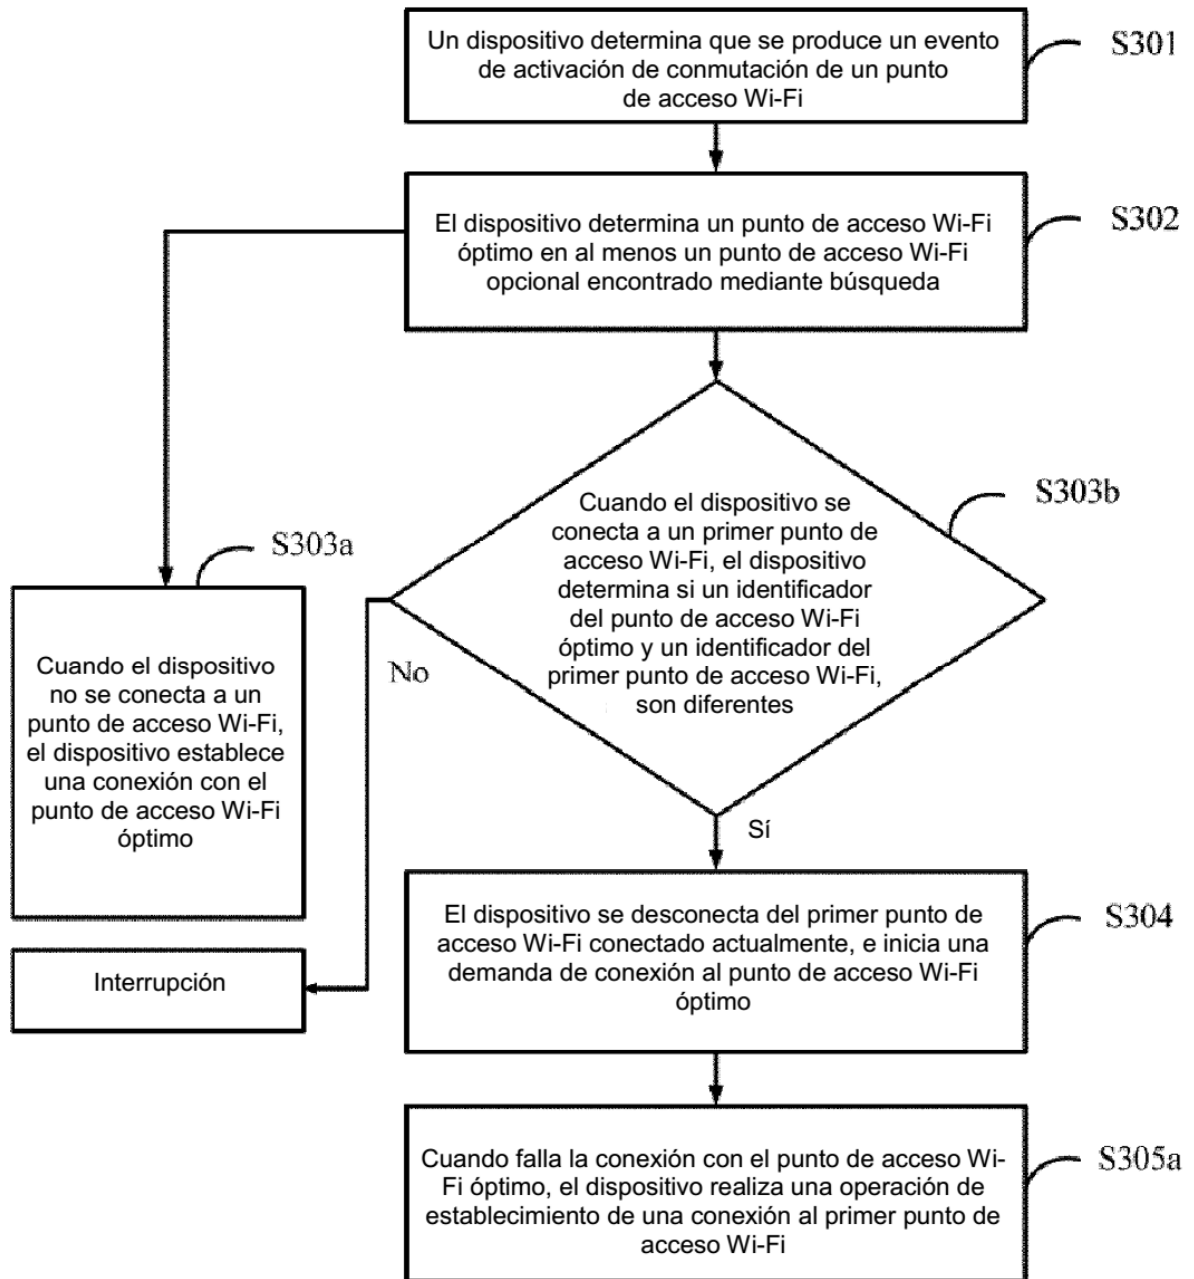 Un dispositivo determina que se produce un evento
de activación de conmutación de un punto
de acceso Wi-Fi
S301
El dispositivo determina un punto de acceso Wi-Fi
óptimo en al menos un punto de acceso Wi-Fi
opcional encontrado mediante búsqueda
S302
Cuando el dispositivo se
conecta a un primer punto de
acceso Wi-Fi, el dispositivo
determina si un identificador
del punto de acceso Wi-Fi
óptimo y un identificador del
primer punto de acceso Wi-Fi,
son diferentes
S303b
S303a
Cuando el dispositivo
no se conecta a un
punto de acceso Wi-Fi,
el dispositivo establece
una conexión con el
punto de acceso Wi-Fi
óptimo
No
Sí
Interrupción
El dispositivo se desconecta del primer punto de
acceso Wi-Fi conectado actualmente, e inicia una
demanda de conexión al punto de acceso Wi-Fi
óptimo
S304
Cuando falla la conexión con el punto de acceso Wi-
Fi óptimo, el dispositivo realiza una operación de
establecimiento de una conexión al primer punto de
acceso Wi-Fi
S305a